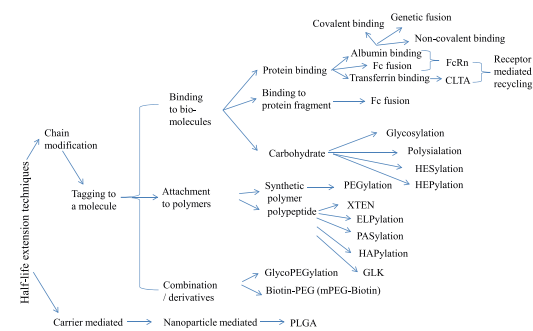 Covalent binding
Genetic fusion
Non-covalent binding
Albumin binding
Protein binding
Fc fusion
Transferrin binding
FcRn
CLTA
Receptor
mediated
recycling
Binding
to bio-
molecules
Binding to
protein fragment
Fc fusion
Carbohydrate
Glycosylation
Polysialation
HESylation
HEPylation
Chain
modification
Tagging to
a molecule
Half-life extension techniques
Attachment
to polymers
Synthetic
polymer
polypeptide
PEGylation
XTEN
ELPylation
PASylation
HAPylation
GLK
Combination
/ derivatives
GlycoPEGylation
Biotin-PEG (mPEG-Biotin)
Carrier mediated
Nanoparticle mediated
PLGA